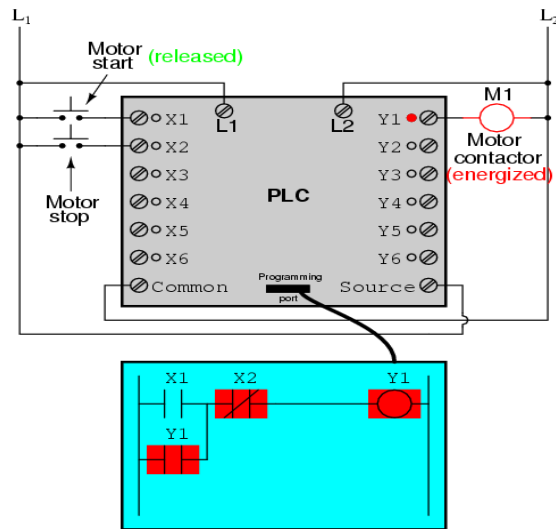 L1
L2
Motor
start (released)
M1
X1
L1
L2
Y1
X2
Y2
Motor
contactor
(energized)
Motor
stop
X3
Y3
X4
PLC
Y4
X5
Y5
X6
Y6
Common
Programming
port
Source
X1
X2
Y1
Y1